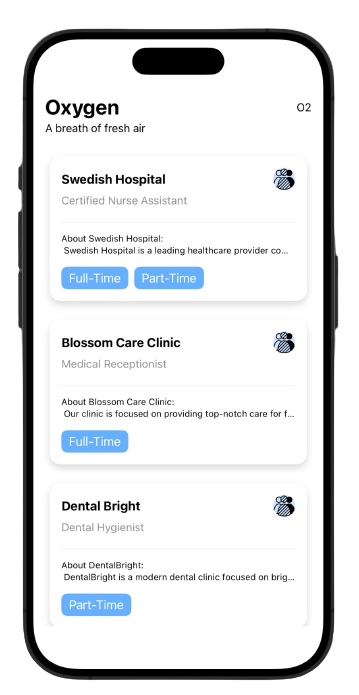 Oxygen
O2
A breath of fresh air
Swedish Hospital
Certified Nurse Assistant
About Swedish Hospital:
Swedish Hospital is a leading healthcare provider co...
Full-Time Part-Time
Blossom Care Clinic
Medical Receptionist
About Blossom Care Clinic:
Our clinic is focused on providing top-notch care for f...
Full-Time
Dental Bright
Dental Hygienist
About DentalBright:
DentalBright is a modern dental clinic focused on brig...
Part-Time